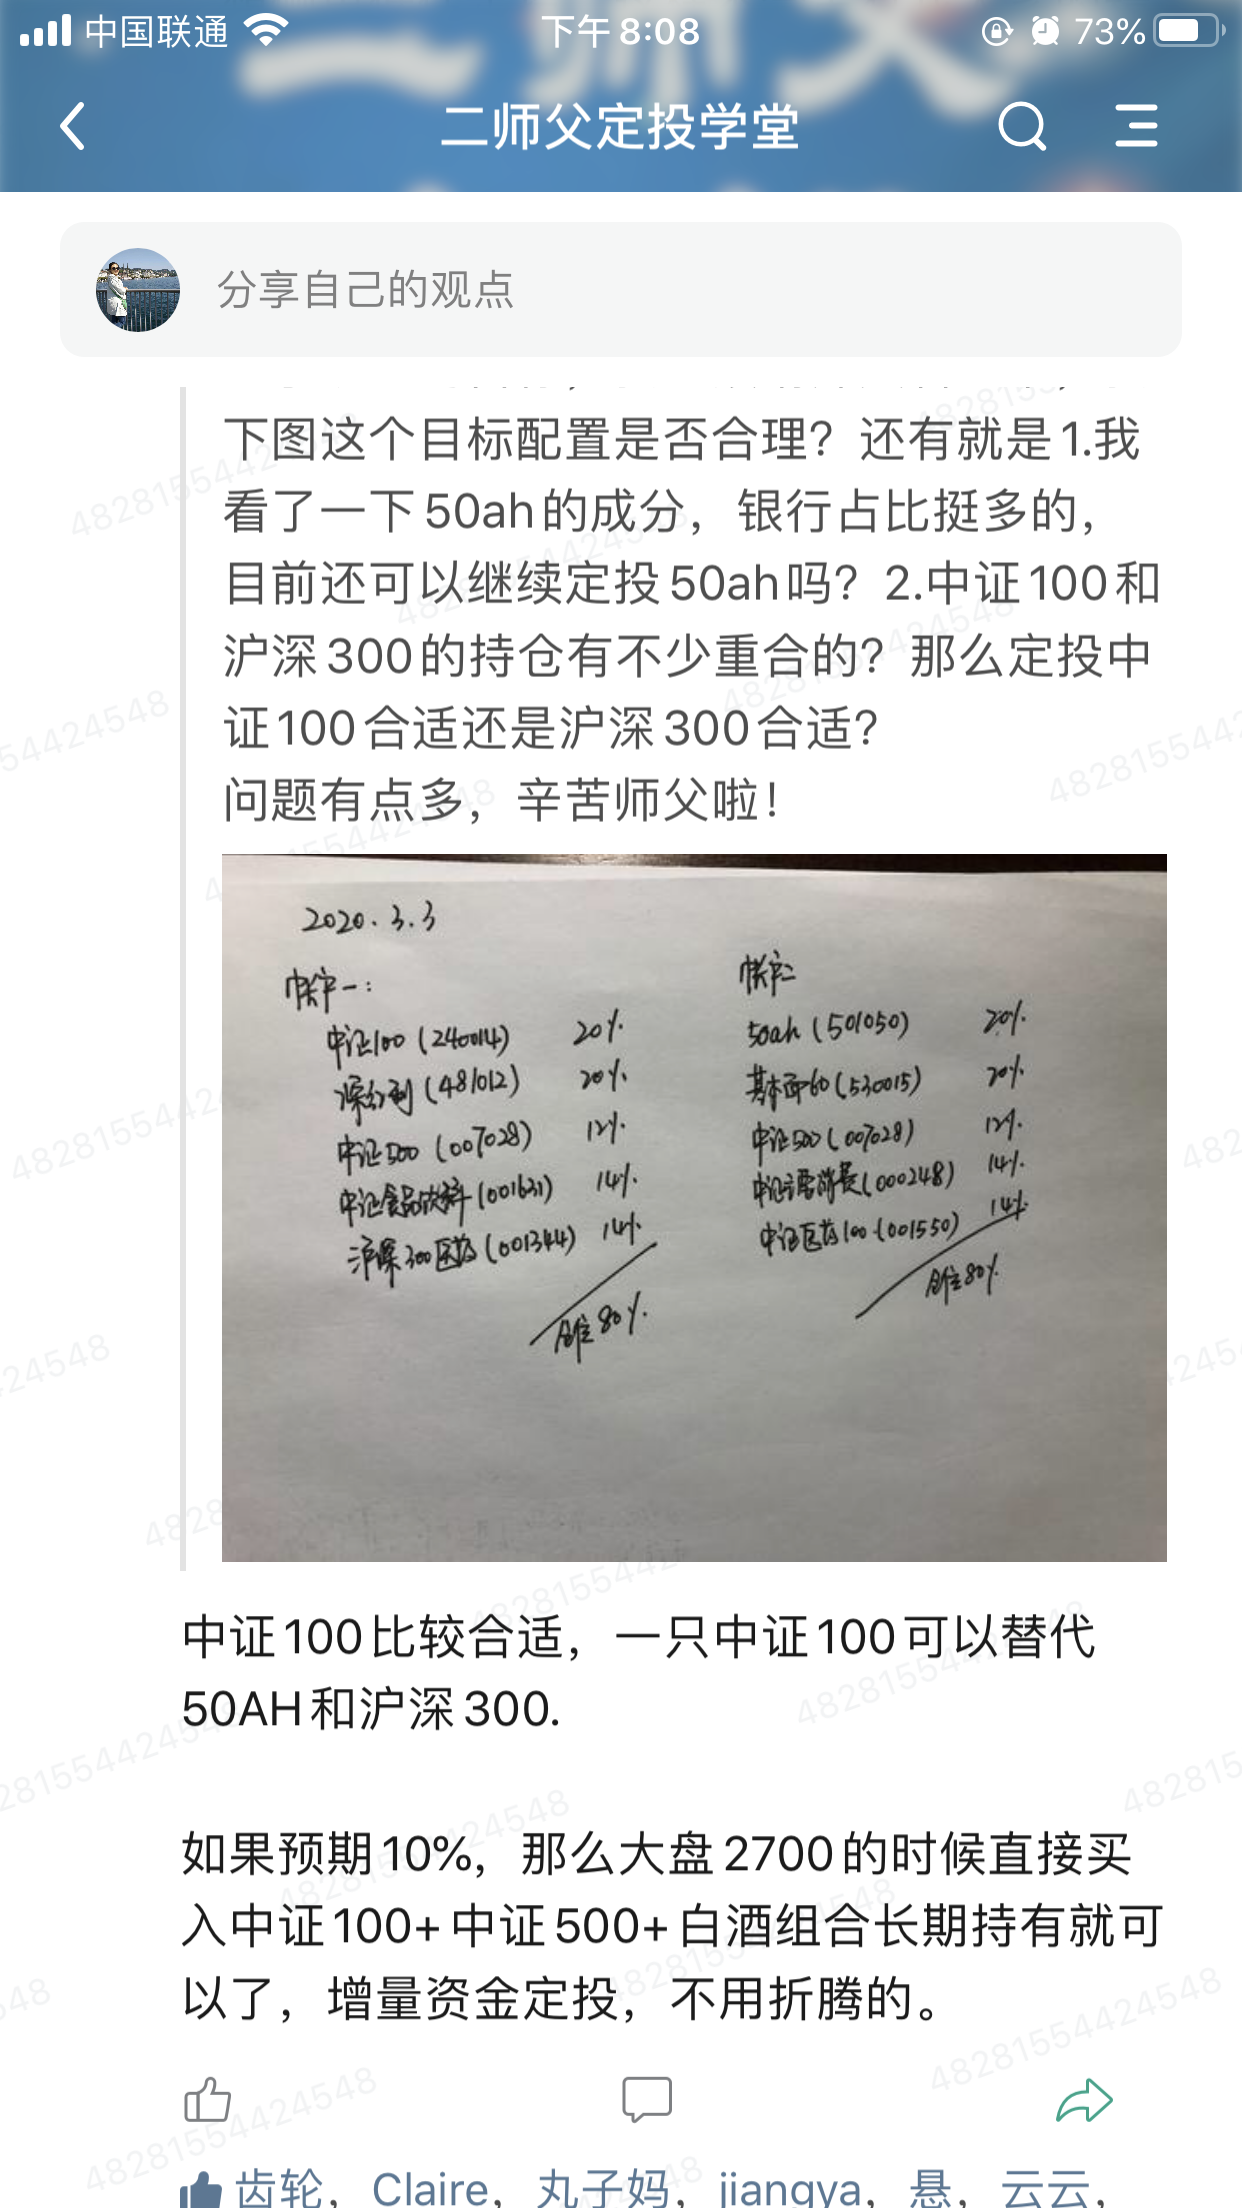 中国联通
下午8:08
73%
二师父定投学堂
分享自己的观点
下图这个目标配置是否合理？还有就是1.我
看了一下50ah的成分，银行占比挺多的，
目前还可以继续定投50ah吗？2.中证100和
沪深300的持仓有不少重合的？那么定投中
证100合适还是沪深300合适？
问题有点多，辛苦师父啦！
2020.3.3
帐户一：
中证100（240014） 20%
深红利（481012） 20%
中证500（007028） 12%
中证食品饮料（001631） 14%
沪深300医药（001344） 14%
仓位80%
帐户二
50ah（501050） 20%
基本面60（530015） 20%
中证500（007028） 12%
中证主要消费（000248） 14%
中证医药100（001550） 14%
仓位80%
中证100比较合适，一只中证100可以替代
50AH和沪深300.
如果预期10%，那么大盘2700的时候直接买
入中证100+中证500+白酒组合长期持有就可
以了，增量资金定投，不用折腾的。
齿轮，Claire，丸子妈，jiangya，悬，云云，
48281554424548